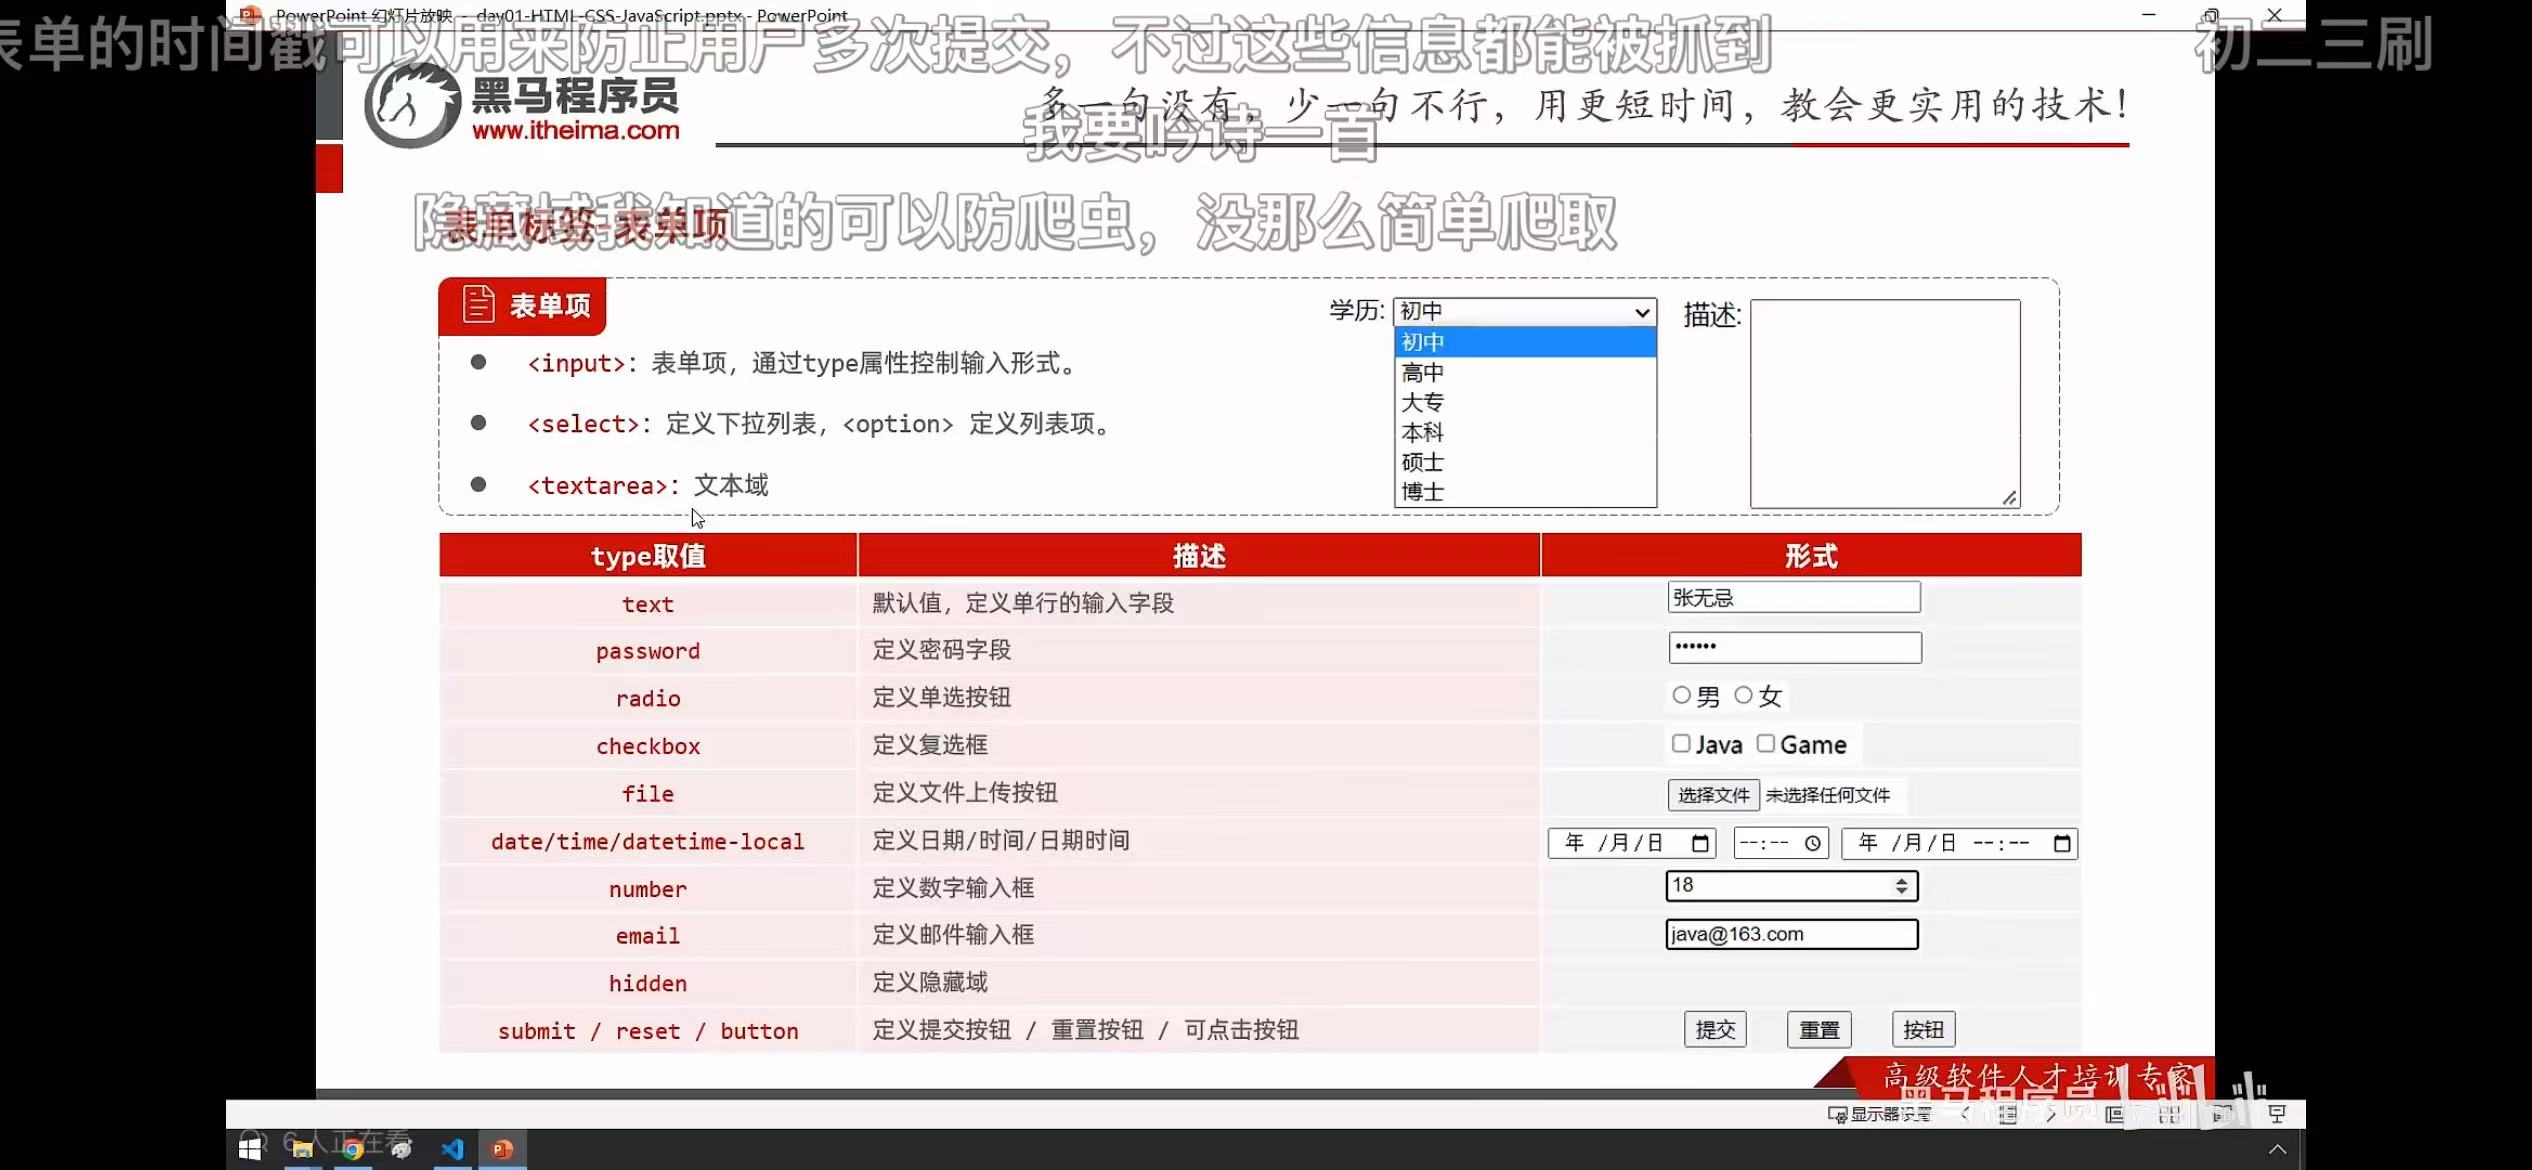 PowerPoint 幻灯片放映 - day01-HTML-CSS-JavaScript.pptx - PowerPoint
表单的时间戳可以用来防止用户多次提交，不过这些信息都能被抓到
初二三刷
黑马程序员
www.itheima.com
多一句没有，少一句不行，用更短时间，教会更实用的技术！
我要吟诗一首
隐藏域我知道的可以防爬虫，没那么简单爬取
表单标签-表单项
表单项
<input>：表单项，通过type属性控制输入形式。
<select>：定义下拉列表，<option> 定义列表项。
<textarea>：文本域
学历: 初中
初中
高中
大专
本科
硕士
博士
描述:
type取值 描述 形式
text 默认值，定义单行的输入字段 张无忌
password 定义密码字段 ••••••
radio 定义单选按钮 男 女
checkbox 定义复选框 Java Game
file 定义文件上传按钮 选择文件 未选择任何文件
date/time/datetime-local 定义日期/时间/日期时间 年 /月/日 --:-- 年 /月/日 --:--
number 定义数字输入框 18
email 定义邮件输入框 java@163.com
hidden 定义隐藏域
submit / reset / button 定义提交按钮 / 重置按钮 / 可点击按钮 提交 重置 按钮
高级软件人才培训专家
黑马程序员
显示器设置
6人正在看